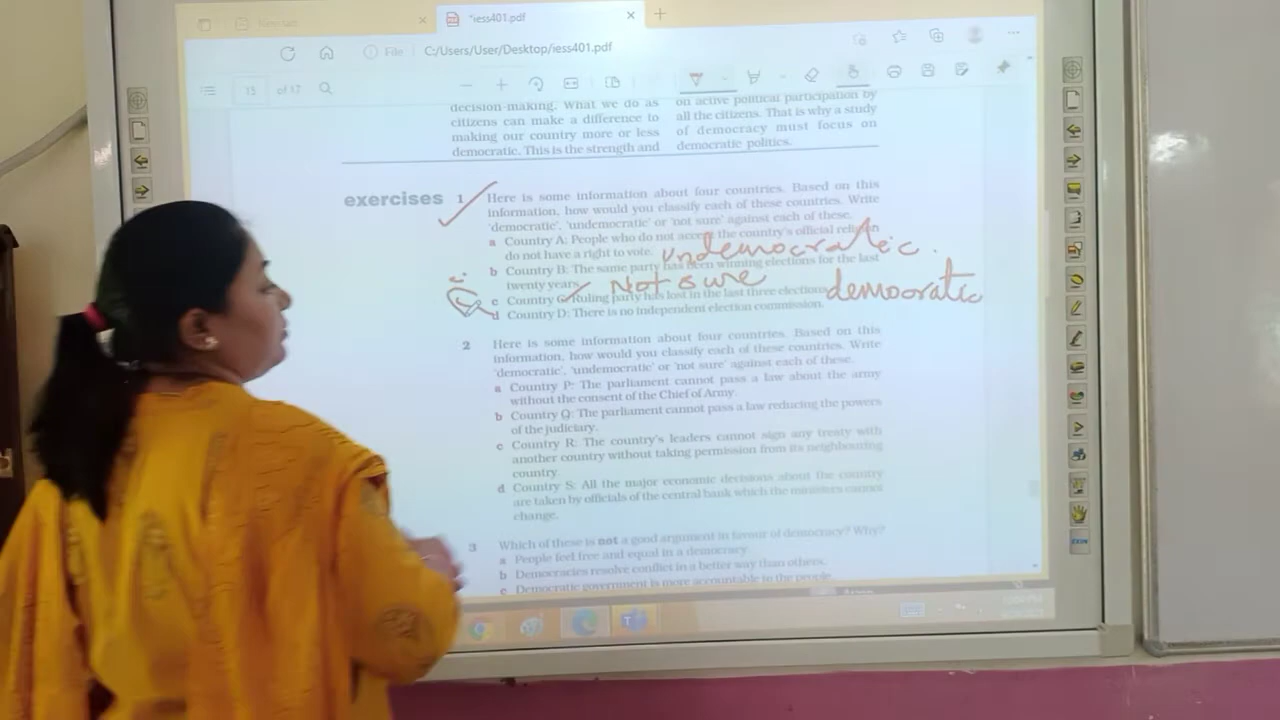 New tab
*iess401.pdf
File C:/Users/User/Desktop/iess401.pdf
15 of 17
decision-making. What we do as
citizens can make a difference to
making our country more or less
democratic. This is the strength and
on active political participation by
all the citizens. That is why a study
of democracy must focus on
democratic politics.
exercises
1 Here is some information about four countries. Based on this
information, how would you classify each of these countries. Write
'democratic', 'undemocratic' or 'not sure' against each of these.
a Country A: People who do not accept the country's official religion
do not have a right to vote. undemocratic.
b Country B: The same party has been winning elections for the last
twenty years. Not sure
c Country C: Ruling party has lost in the last three elections. democratic
d Country D: There is no independent election commission.
2 Here is some information about four countries. Based on this
information, how would you classify each of these countries. Write
'democratic', 'undemocratic' or 'not sure' against each of these.
a Country P: The parliament cannot pass a law about the army
without the consent of the Chief of Army.
b Country Q: The parliament cannot pass a law reducing the powers
of the judiciary.
c Country R: The country's leaders cannot sign any treaty with
another country without taking permission from its neighbouring
country.
d Country S: All the major economic decisions about the country
are taken by officials of the central bank which the ministers cannot
change.
3 Which of these is not a good argument in favour of democracy? Why?
a People feel free and equal in a democracy.
b Democracies resolve conflict in a better way than others.
c Democratic government is more accountable to the people.